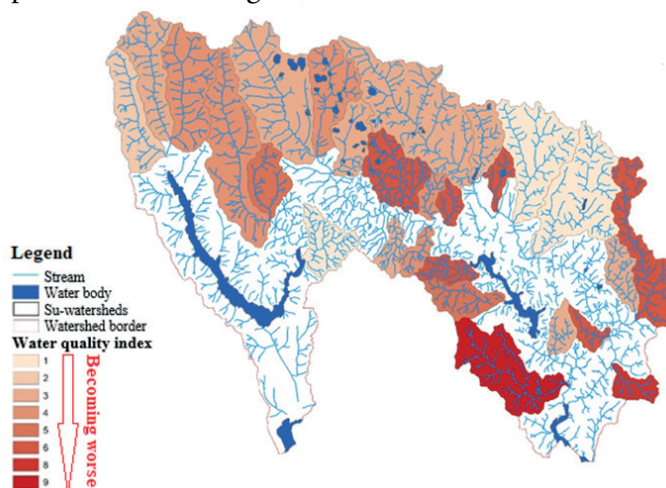 Legend
Stream
Water body
Su-watersheds
Watershed border
Water quality index
1
2
3
4
5
6
8
9
Becoming worse